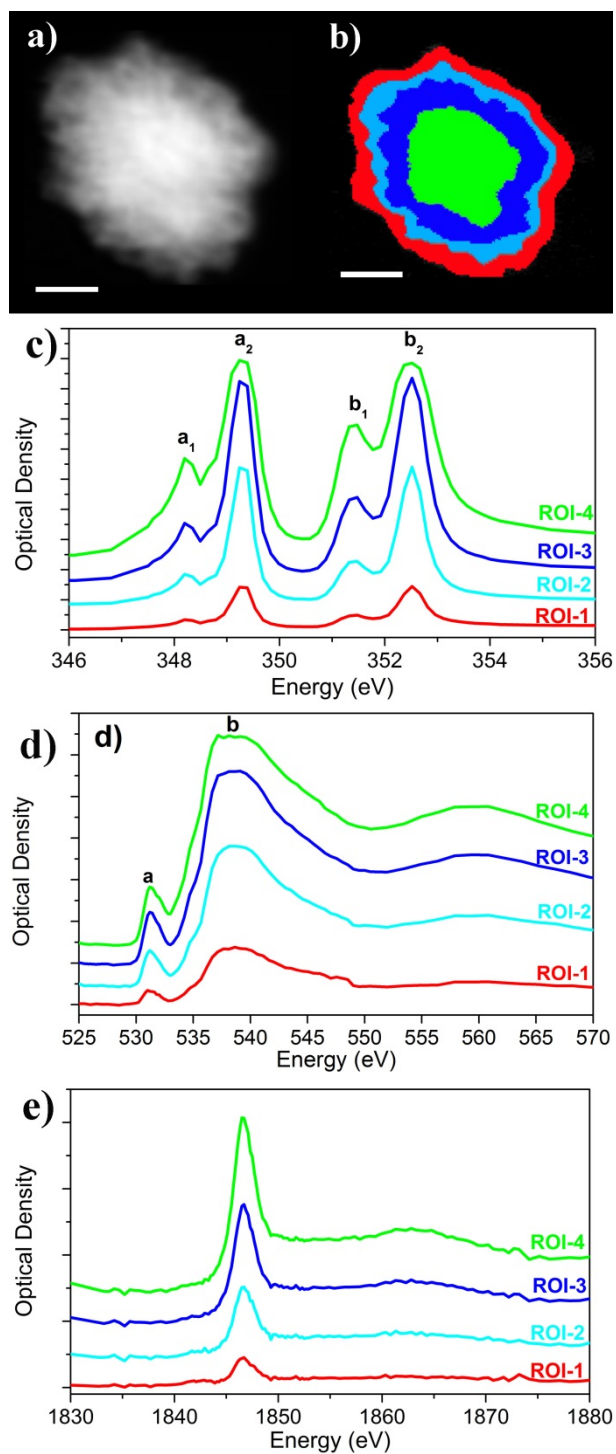 a)
b)
c)
a₁
a₂
b₁
b₂
ROI-4
ROI-3
ROI-2
ROI-1
Optical Density
346 348 350 352 354 356
Energy (eV)
d)
d)
a
b
ROI-4
ROI-3
ROI-2
ROI-1
Optical Density
525 530 535 540 545 550 555 560 565 570
Energy (eV)
e)
ROI-4
ROI-3
ROI-2
ROI-1
Optical Density
1830 1840 1850 1860 1870 1880
Energy (eV)